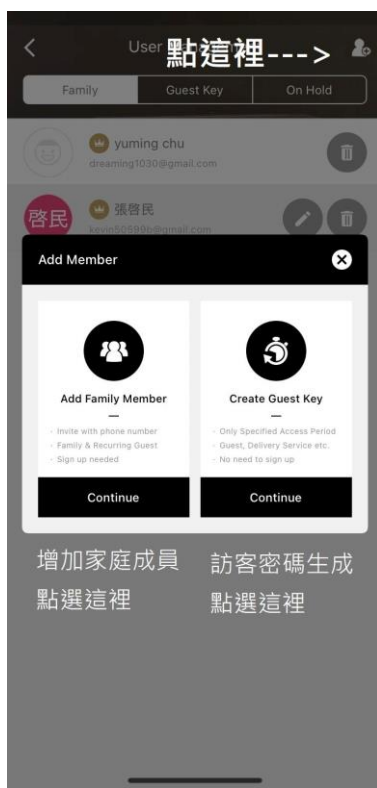 User
點這裡--->
Family
Guest Key
On Hold
yuming chu
dreaming1030@gmail.com
啓民
張啓民
Add Member
Add Family Member
Create Guest Key
- Invite with phone number
- Family & Recurring Guest
- Sign up needed
- Only Specified Access Period
- Guest, Delivery Service etc.
- No need to sign up
Continue
Continue
增加家庭成員
點選這裡
訪客密碼生成
點選這裡